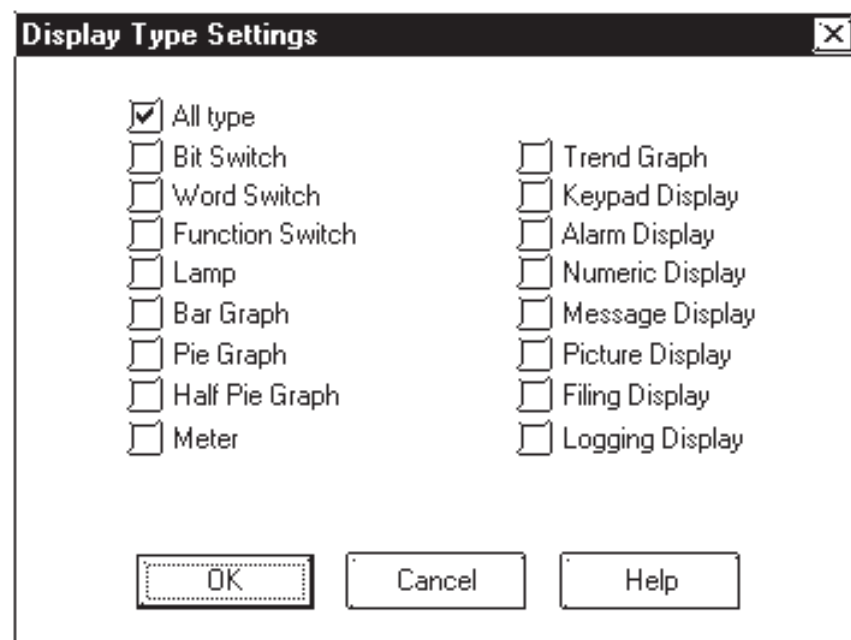 Display Type Settings
All type
Bit Switch
Word Switch
Function Switch
Lamp
Bar Graph
Pie Graph
Half Pie Graph
Meter
Trend Graph
Keypad Display
Alarm Display
Numeric Display
Message Display
Picture Display
Filing Display
Logging Display
OK
Cancel
Help